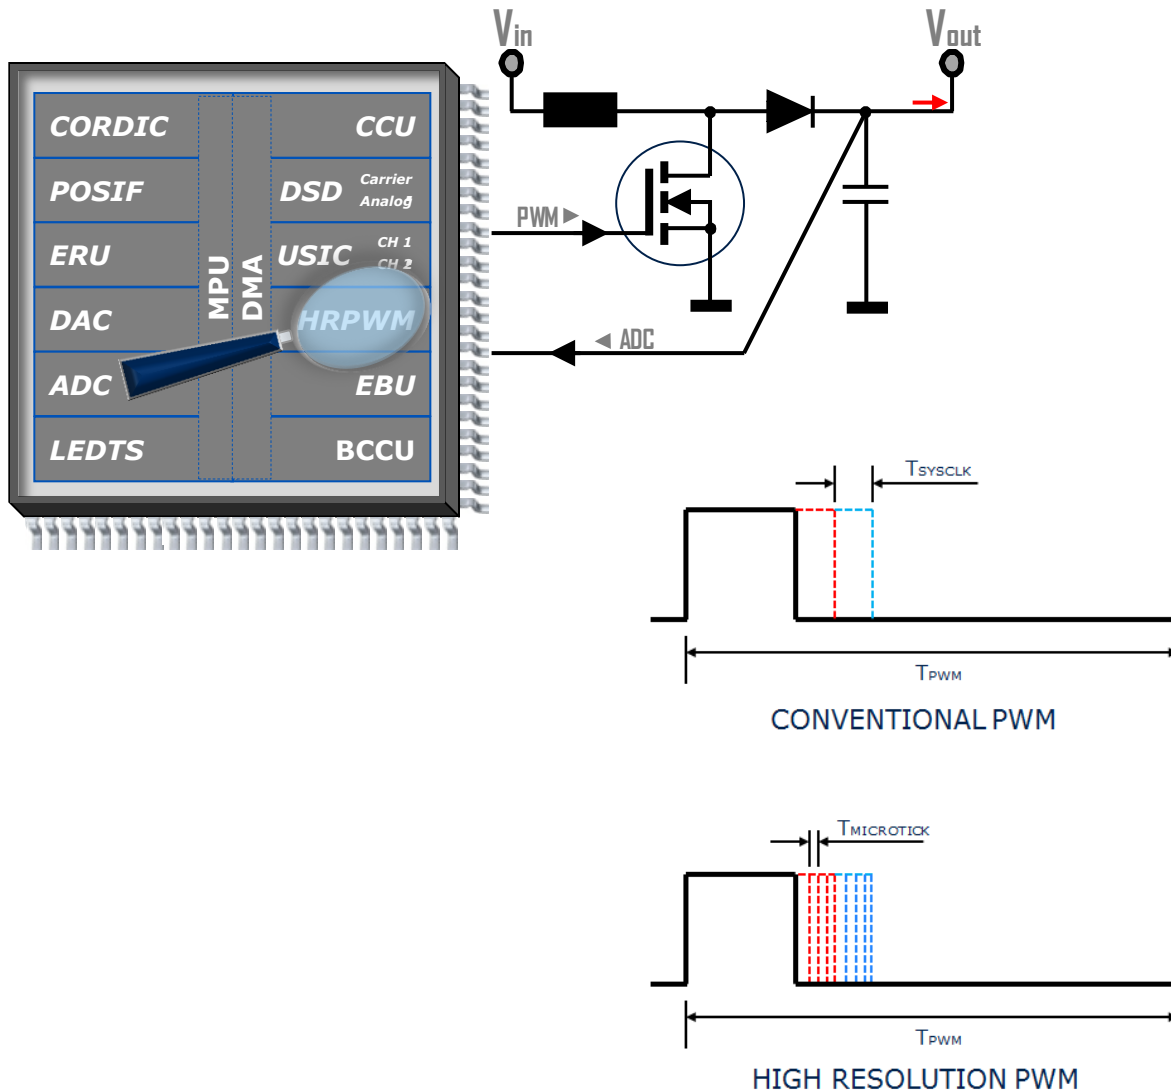 Vin
Vout
CORDIC
CCU
POSIF
DSD
Carrier
Analog
ERU
USIC
CH 1
CH 2
MPU
DMA
DAC
HRPWM
ADC
EBU
LEDTS
BCCU
PWM
ADC
TSYSCLK
TPWM
CONVENTIONAL PWM
TMICROTICK
TPWM
HIGH RESOLUTION PWM